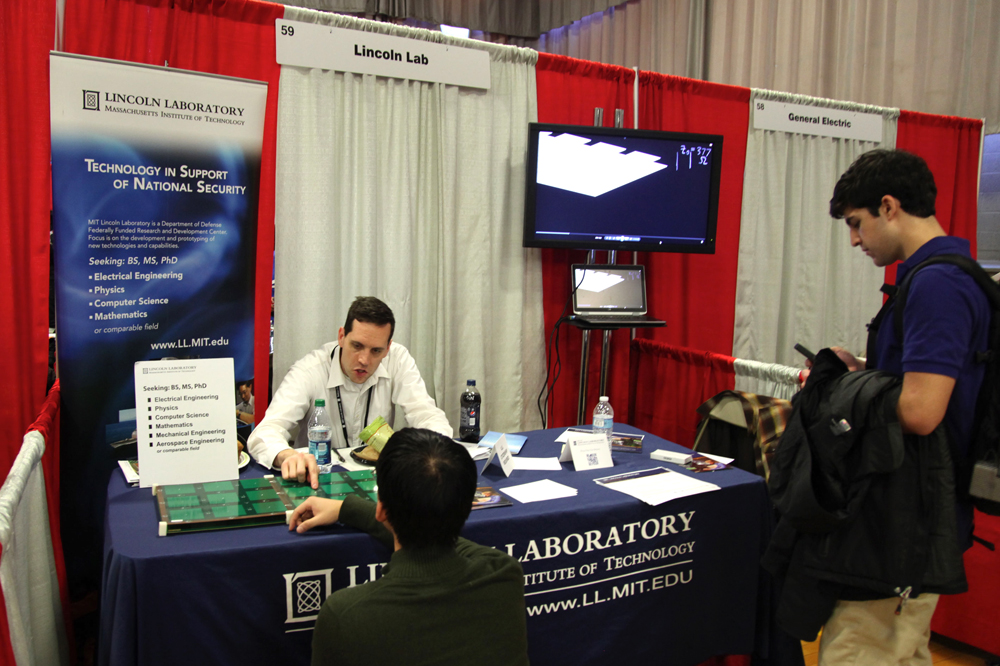 59
Lincoln Lab
58
General Electric
LINCOLN LABORATORY
MASSACHUSETTS INSTITUTE OF TECHNOLOGY
TECHNOLOGY IN SUPPORT
OF NATIONAL SECURITY
MIT Lincoln Laboratory is a Department of Defense
Federally Funded Research and Development Center.
Focus is on the development and prototyping of
new technologies and capabilities.
Seeking: BS, MS, PhD
• Electrical Engineering
• Physics
• Computer Science
• Mathematics
or comparable field
www.LL.MIT.edu
LINCOLN LABORATORY
Seeking: BS, MS, PhD
■ Electrical Engineering
■ Physics
■ Computer Science
■ Mathematics
■ Mechanical Engineering
■ Aerospace Engineering
or comparable field
=377
Ω
L LABORATORY
INSTITUTE OF TECHNOLOGY
www.LL.MIT.EDU